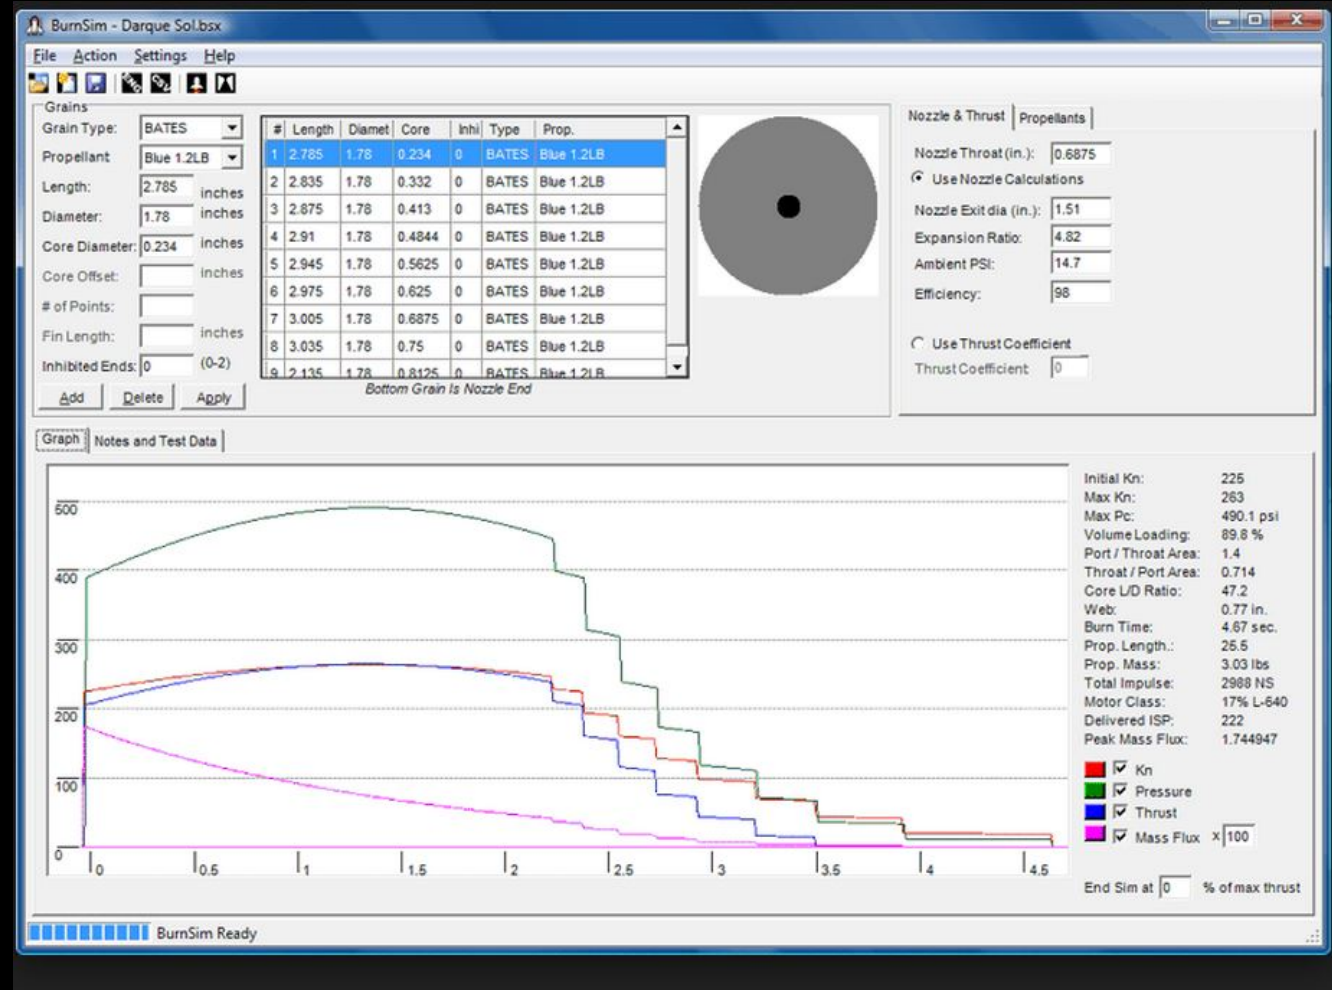 BurnSim - Darque Sol.bsx
File Action Settings Help
Grains
Grain Type: BATES
Propellant Blue 1.2LB
Length: 2.785 inches
Diameter: 1.78 inches
Core Diameter: 0.234 inches
Core Offset: inches
# of Points:
Fin Length: inches
Inhibited Ends: 0 (0-2)
Add Delete Apply
# Length Diamet Core Inhi Type Prop.
1 2.785 1.78 0.234 0 BATES Blue 1.2LB
2 2.835 1.78 0.332 0 BATES Blue 1.2LB
3 2.875 1.78 0.413 0 BATES Blue 1.2LB
4 2.91 1.78 0.4844 0 BATES Blue 1.2LB
5 2.945 1.78 0.5625 0 BATES Blue 1.2LB
6 2.975 1.78 0.625 0 BATES Blue 1.2LB
7 3.005 1.78 0.6875 0 BATES Blue 1.2LB
8 3.035 1.78 0.75 0 BATES Blue 1.2LB
9 2.135 1.78 0.8125 0 BATES Blue 1.2LB
Bottom Grain Is Nozzle End
Nozzle & Thrust Propellants
Nozzle Throat (in.): 0.6875
Use Nozzle Calculations
Nozzle Exit dia (in.): 1.51
Expansion Ratio: 4.82
Ambient PSI: 14.7
Efficiency: 98
Use Thrust Coefficient
Thrust Coefficient 0
Graph Notes and Test Data
500
400
300
200
100
0
0 0.5 1 1.5 2 2.5 3 3.5 4 4.5
Initial Kn: 225
Max Kn: 263
Max Pc: 490.1 psi
Volume Loading: 89.8 %
Port / Throat Area: 1.4
Throat / Port Area: 0.714
Core L/D Ratio: 47.2
Web: 0.77 in.
Burn Time: 4.67 sec.
Prop. Length.: 25.5
Prop. Mass: 3.03 lbs
Total Impulse: 2988 NS
Motor Class: 17% L-640
Delivered ISP: 222
Peak Mass Flux: 1.744947
Kn
Pressure
Thrust
Mass Flux x 100
End Sim at 0 % of max thrust
BurnSim Ready